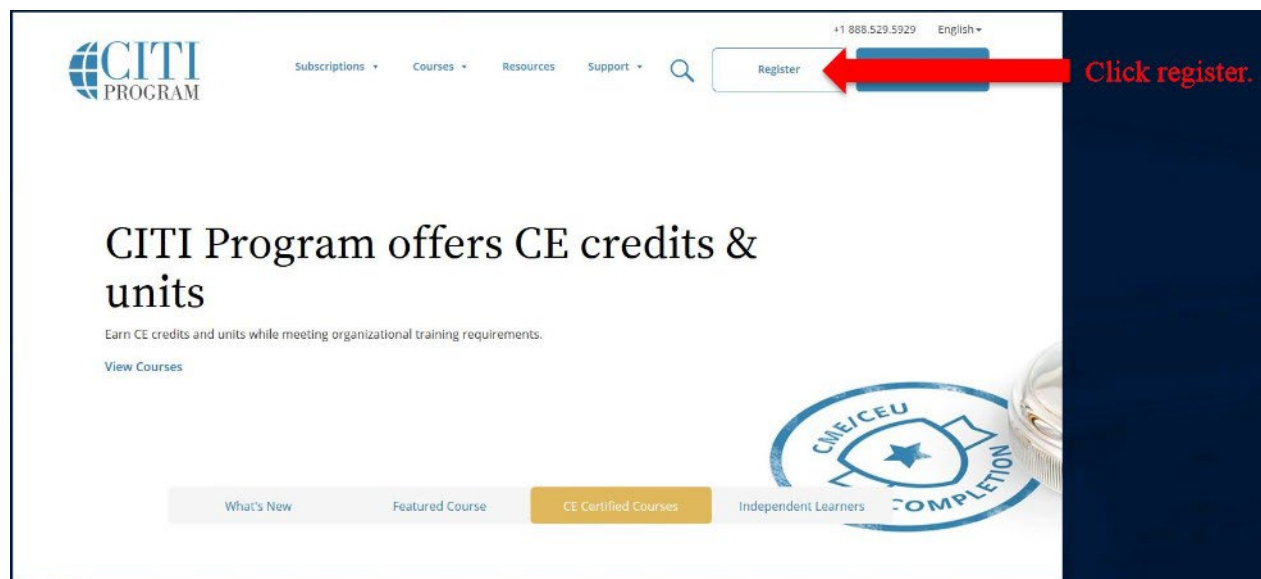 +1 888.529.5929 English
CITI
PROGRAM
Subscriptions Courses Resources Support Register
Click register.
CITI Program offers CE credits &
units
Earn CE credits and units while meeting organizational training requirements.
View Courses
CME/CEU
COMPLETION
What's New Featured Course CE Certified Courses Independent Learners